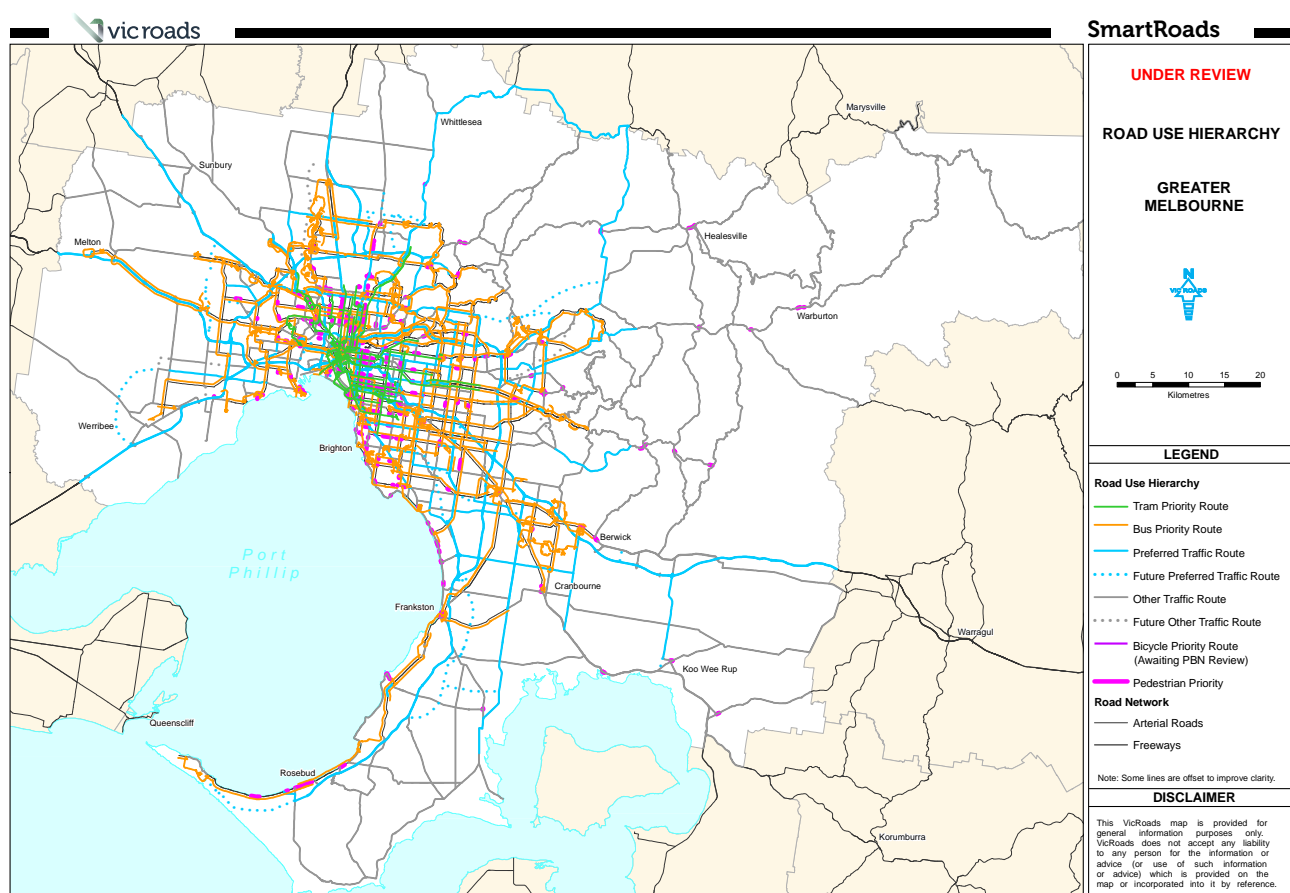 vicroads
SmartRoads
UNDER REVIEW
ROAD USE HIERARCHY
GREATER
MELBOURNE
N
VIC ROADS
0 5 10 15 20
Kilometres
LEGEND
Road Use Hierarchy
Tram Priority Route
Bus Priority Route
Preferred Traffic Route
Future Preferred Traffic Route
Other Traffic Route
Future Other Traffic Route
Bicycle Priority Route
(Awaiting PBN Review)
Pedestrian Priority
Road Network
Arterial Roads
Freeways
Note: Some lines are offset to improve clarity.
DISCLAIMER
This VicRoads map is provided for
general information purposes only.
VicRoads does not accept any liability
to any person for the information or
advice (or use of such information
or advice) which is provided on the
map or incorporated into it by reference.
Marysville
Whittlesea
Sunbury
Healesville
Melton
Warburton
Werribee
Brighton
Berwick
Port
Phillip
Cranbourne
Frankston
Warragul
Koo Wee Rup
Queenscliff
Rosebud
Korumburra